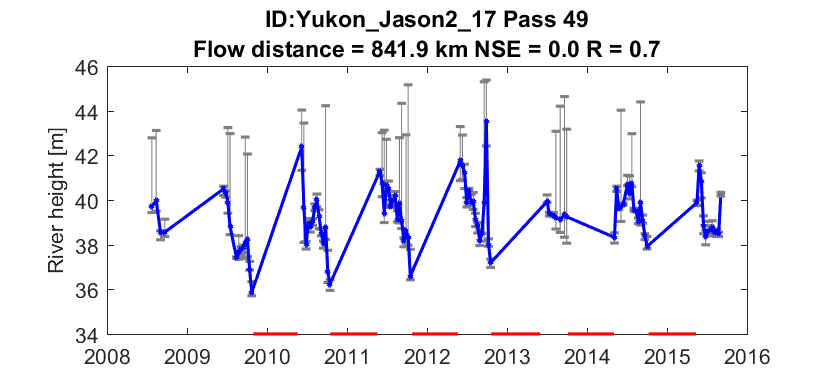 ID:Yukon_Jason2_17 Pass 49
Flow distance = 841.9 km NSE = 0.0 R = 0.7
46
44
42
40
38
36
34
River height [m]
2008 2009 2010 2011 2012 2013 2014 2015 2016